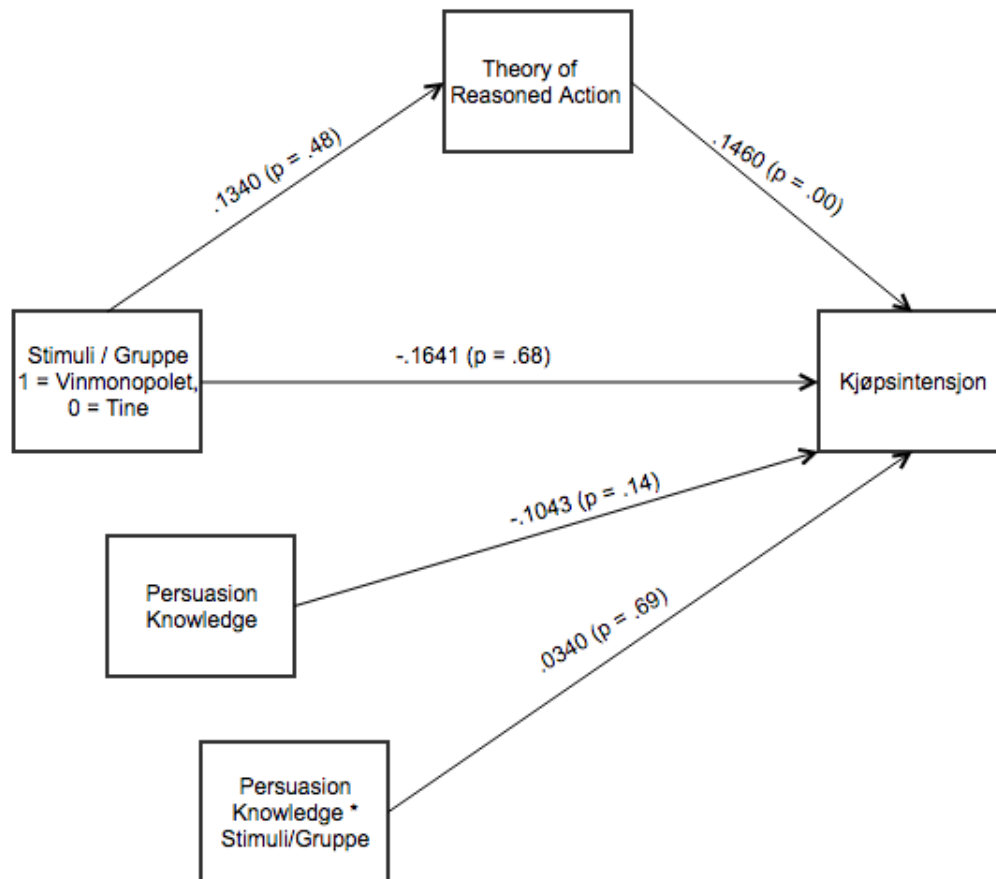 Theory of
Reasoned Action
.1340 (p = .48)
.1460 (p = .00)
Stimuli / Gruppe
1 = Vinmonopolet,
0 = Tine
-.1641 (p = .68)
Kjøpsintensjon
-.1043 (p = .14)
Persuasion
Knowledge
.0340 (p = .69)
Persuasion
Knowledge *
Stimuli/Gruppe